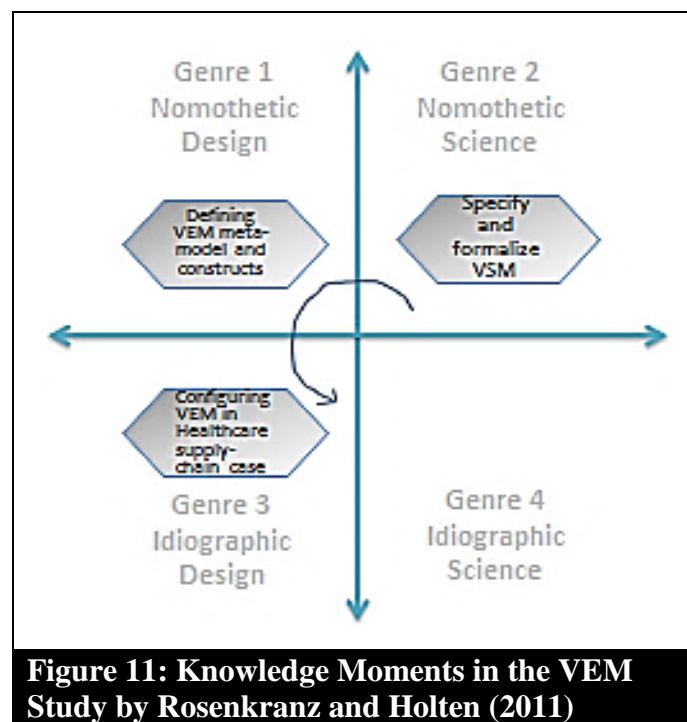 Genre 1
Nomothetic
Design
Genre 2
Nomothetic
Science
Defining
VEM meta-
model and
constructs
Specify
and
formalize
VSM
Configuring
VEM in
Healthcare
supply-
chain case
Genre 3
Idiographic
Design
Genre 4
Idiographic
Science
Figure 11: Knowledge Moments in the VEM
Study by Rosenkranz and Holten (2011)